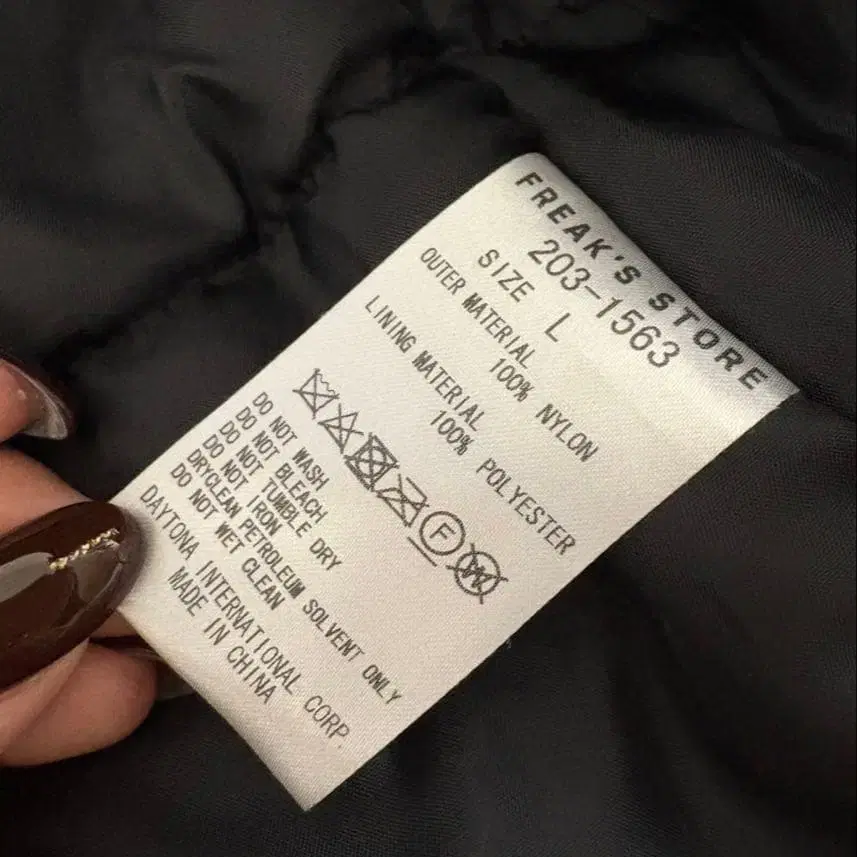 FREAK'S STORE
203-1563
SIZE L
OUTER MATERIAL
100% NYLON
LINING MATERIAL
100% POLYESTER
F W
DO NOT WASH
DO NOT BLEACH
DO NOT TUMBLE DRY
DO NOT IRON
DRYCLEAN PETROLEUM SOLVENT ONLY
DO NOT WET CLEAN
DAYTONA INTERNATIONAL CORP.
MADE IN CHINA